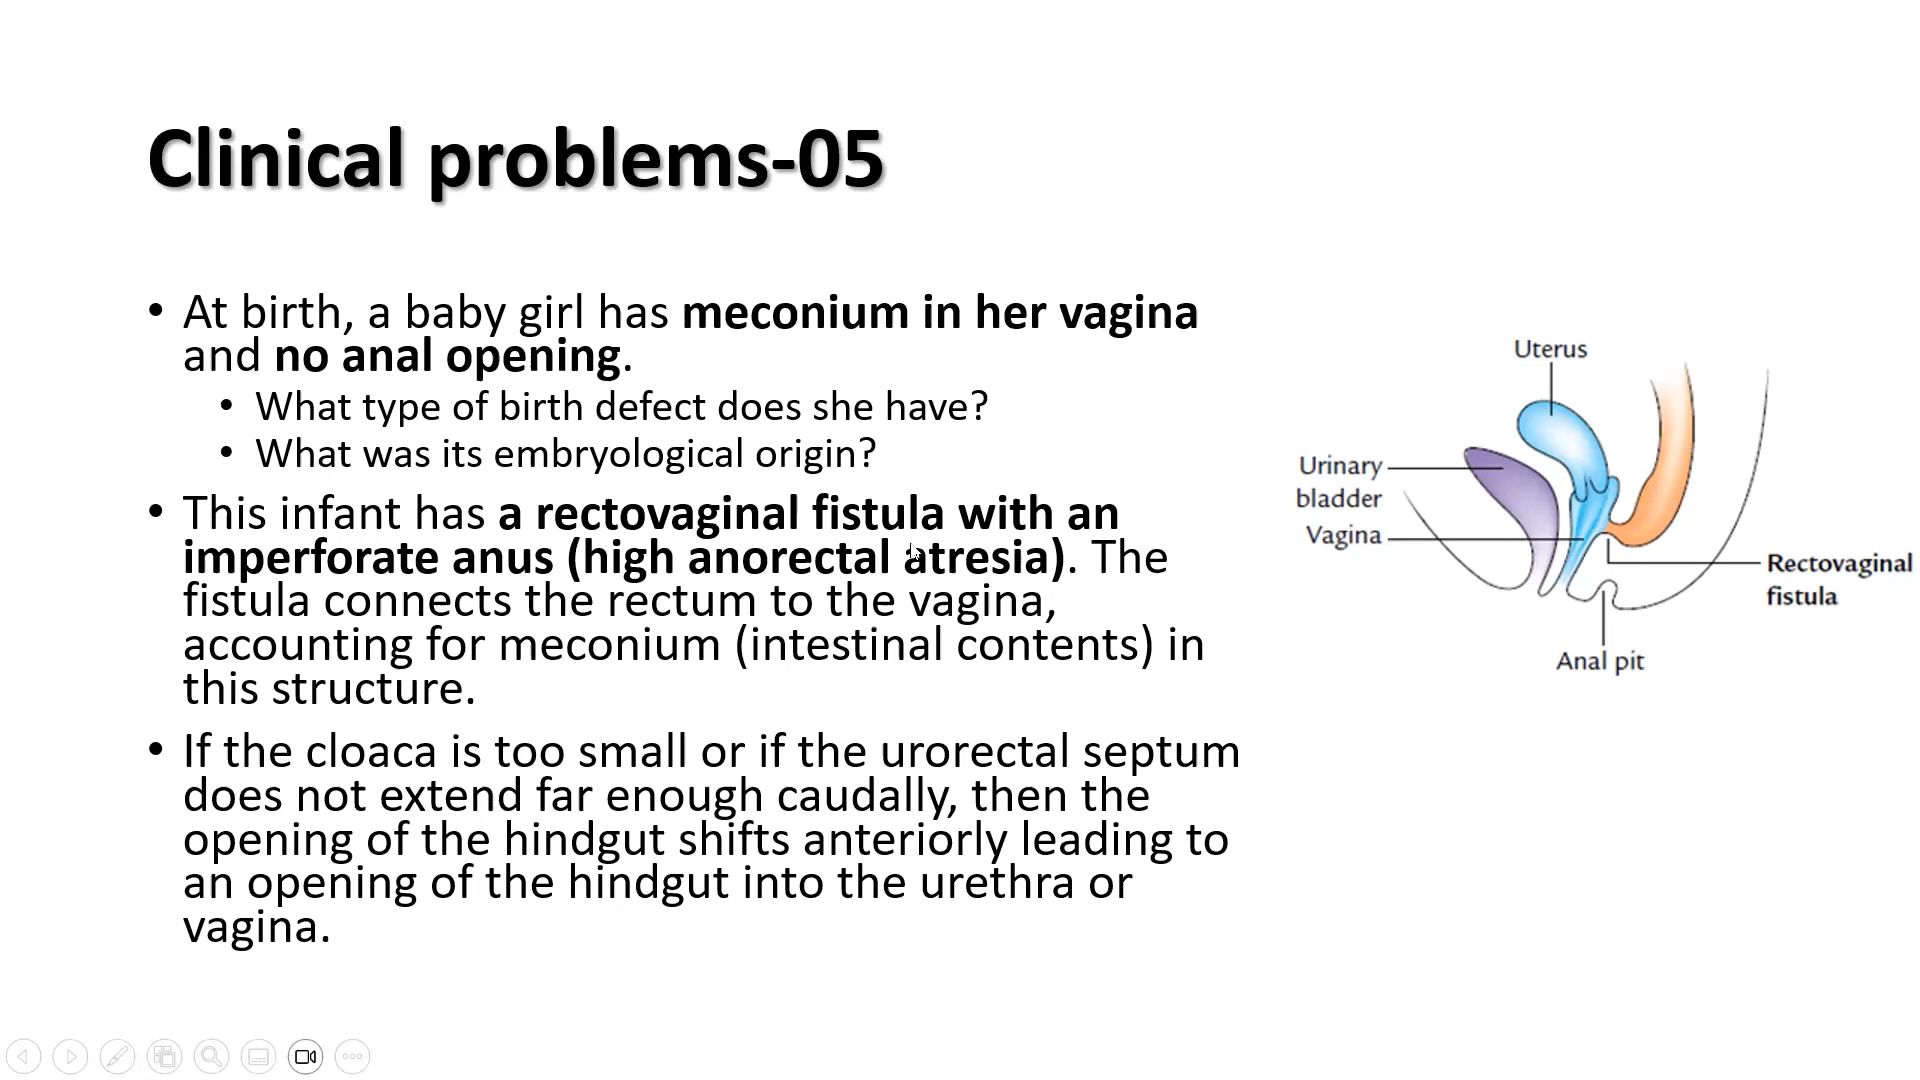 Clinical problems-05
• At birth, a baby girl has meconium in her vagina
and no anal opening.
• What type of birth defect does she have?
• What was its embryological origin?
• This infant has a rectovaginal fistula with an
imperforate anus (high anorectal atresia). The
fistula connects the rectum to the vagina,
accounting for meconium (intestinal contents) in
this structure.
• If the cloaca is too small or if the urorectal septum
does not extend far enough caudally, then the
opening of the hindgut shifts anteriorly leading to
an opening of the hindgut into the urethra or
vagina.
Uterus
Urinary
bladder
Vagina
Rectovaginal
fistula
Anal pit